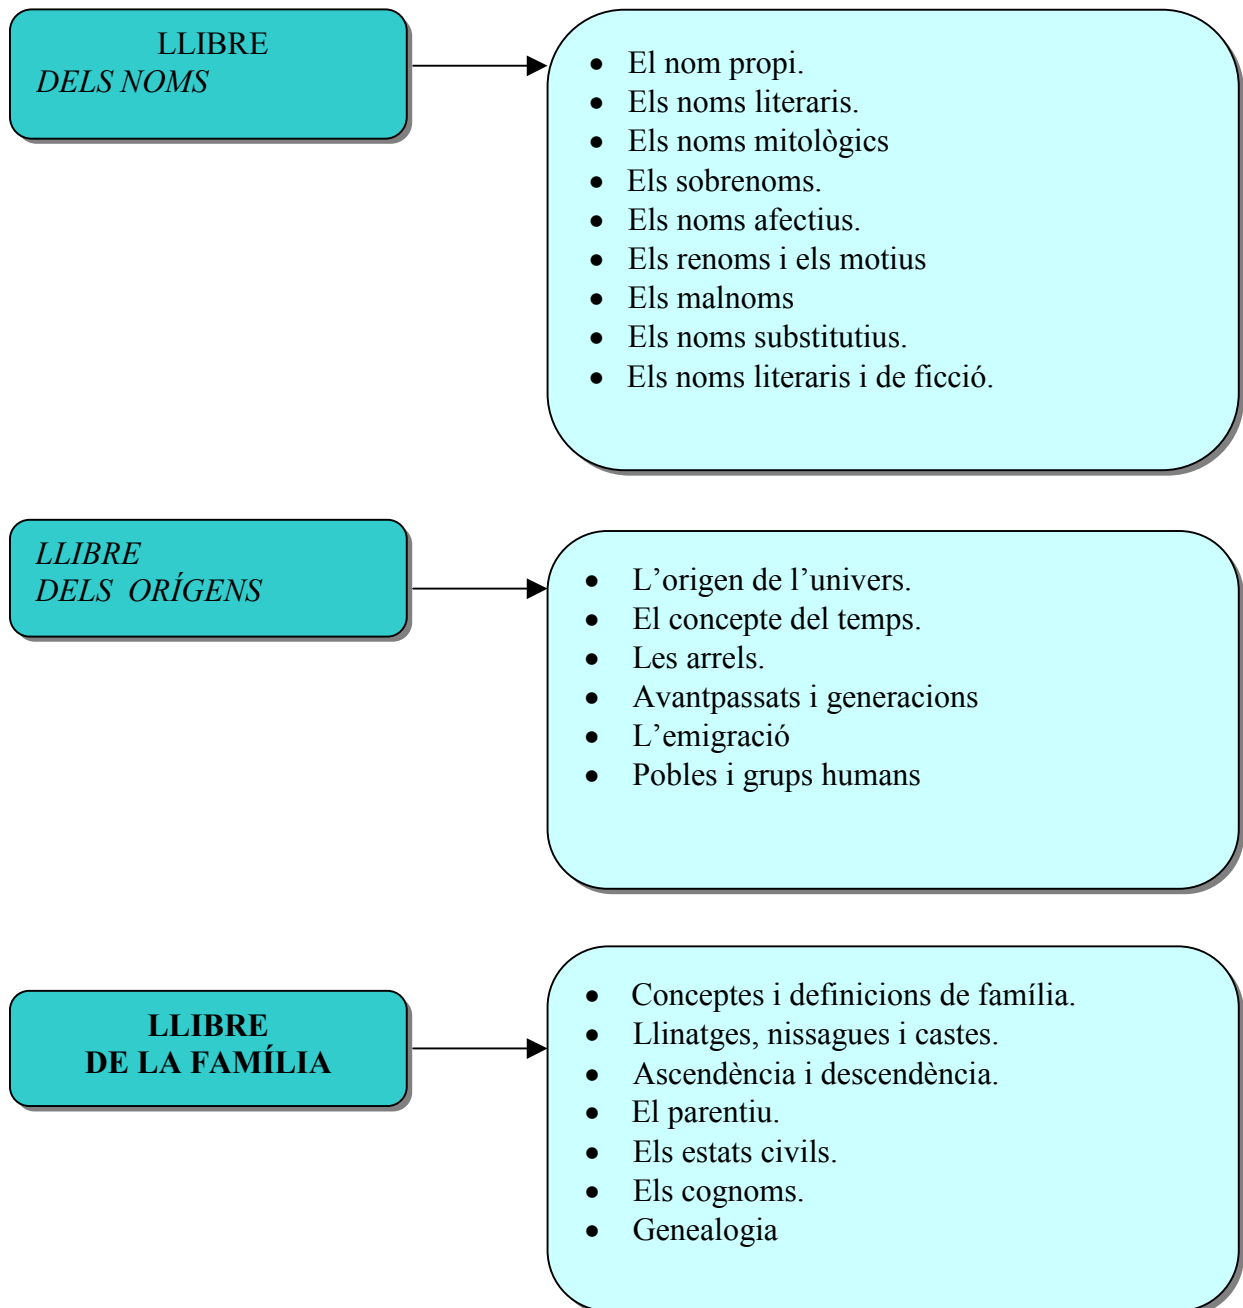 LLIBRE
DELS NOMS
• El nom propi.
• Els noms literaris.
• Els noms mitològics
• Els sobrenoms.
• Els noms afectius.
• Els renoms i els motius
• Els malnoms
• Els noms substitutius.
• Els noms literaris i de ficció.
LLIBRE
DELS ORÍGENS
• L’origen de l’univers.
• El concepte del temps.
• Les arrels.
• Avantpassats i generacions
• L’emigració
• Pobles i grups humans
LLIBRE
DE LA FAMÍLIA
• Conceptes i definicions de família.
• Llinatges, nissagues i castes.
• Ascendència i descendència.
• El parentiu.
• Els estats civils.
• Els cognoms.
• Genealogia